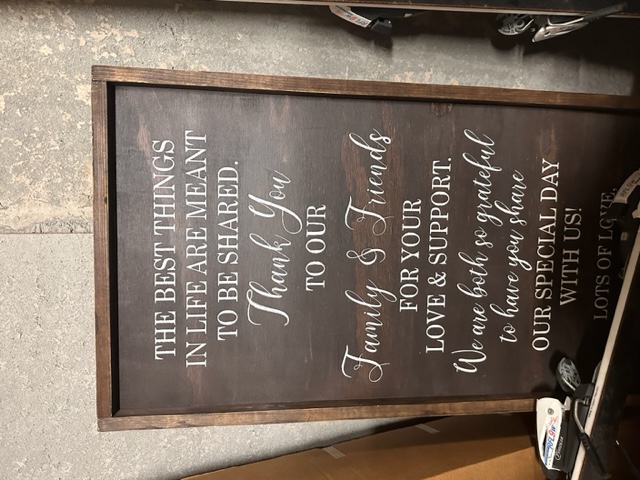 THE BEST THINGS
IN LIFE ARE MEANT
TO BE SHARED.
Thank You
TO OUR
Family & Friends
FOR YOUR
LOVE & SUPPORT.
We are both so grateful
to have you share
OUR SPECIAL DAY
WITH US!
LOTS OF LOVE,